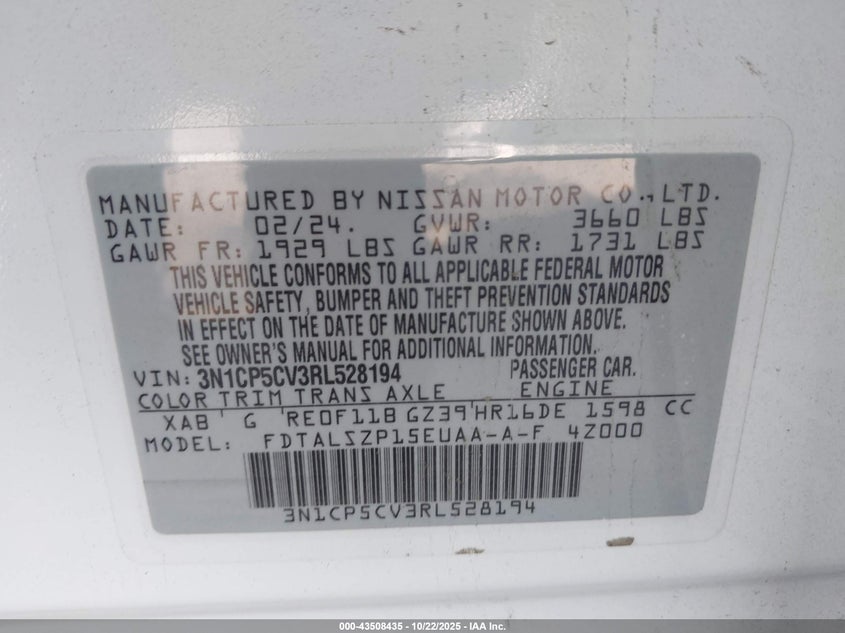 MANUFACTURED BY NISSAN MOTOR CO., LTD.
DATE: 02/24. GVWR: 3660 LBS
GAWR FR: 1929 LBS GAWR RR: 1731 LBS
THIS VEHICLE CONFORMS TO ALL APPLICABLE FEDERAL MOTOR
VEHICLE SAFETY, BUMPER AND THEFT PREVENTION STANDARDS
IN EFFECT ON THE DATE OF MANUFACTURE SHOWN ABOVE.
SEE OWNER'S MANUAL FOR ADDITIONAL INFORMATION.
VIN: 3N1CP5CV3RL528194 PASSENGER CAR.
COLOR TRIM TRANS AXLE ENGINE
XAB G RE0F11B GZ39 HR16DE 1598 CC
MODEL: FDTALSZP15EUAA-A-F 4Z000
3N1CP5CV3RL528194
000-43508435 - 10/22/2025 - IAA Inc.